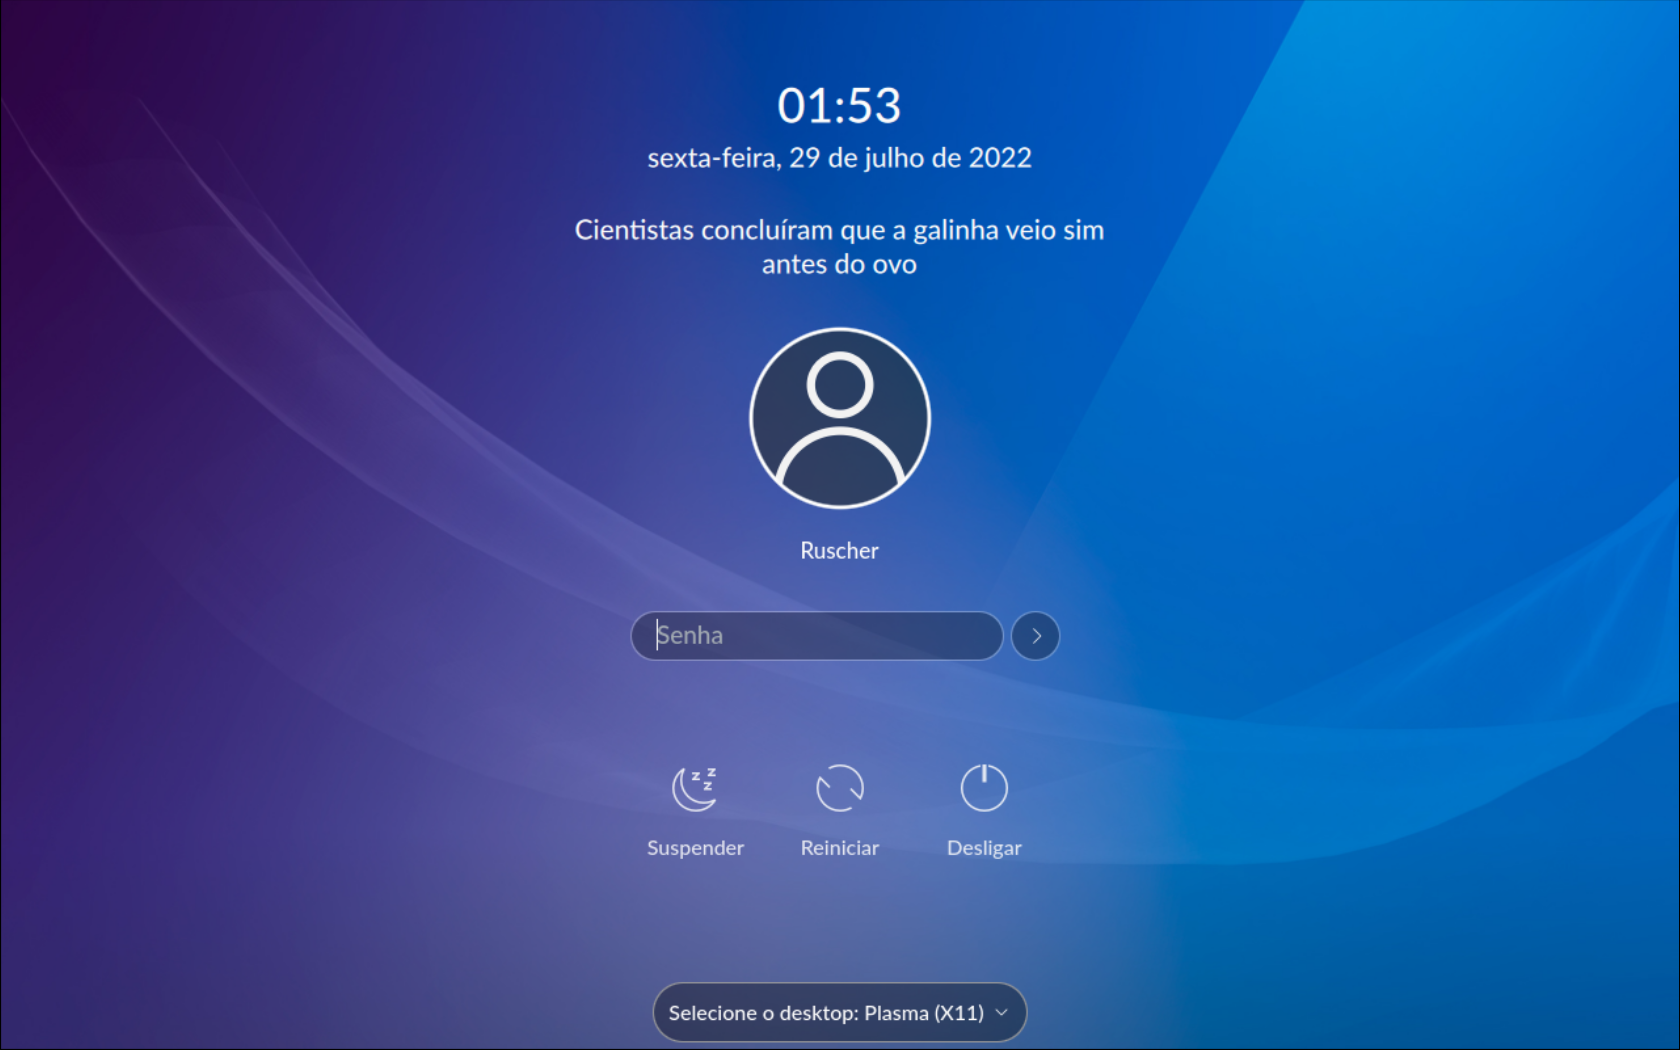 01:53
sexta-feira, 29 de julho de 2022
Cientistas concluíram que a galinha veio sim
antes do ovo
Ruscher
Senha
z z z
Suspender
Reiniciar
Desligar
Selecione o desktop: Plasma (X11)